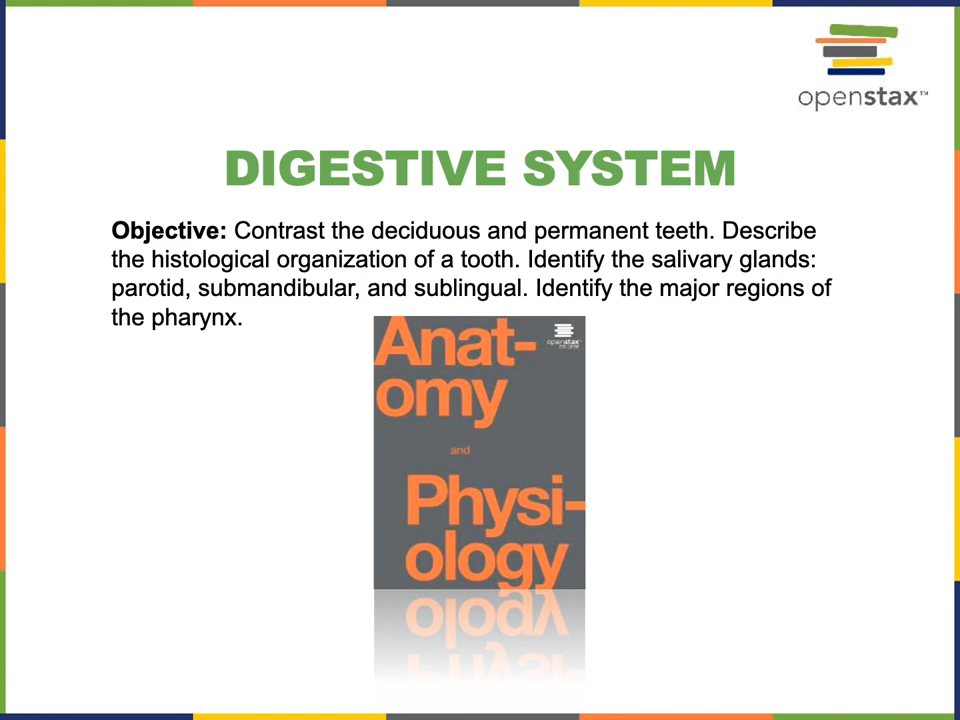 openstax™
DIGESTIVE SYSTEM
Objective: Contrast the deciduous and permanent teeth. Describe
the histological organization of a tooth. Identify the salivary glands:
parotid, submandibular, and sublingual. Identify the major regions of
the pharynx.
Anat-
openstax
omy
and
Physi-
ology